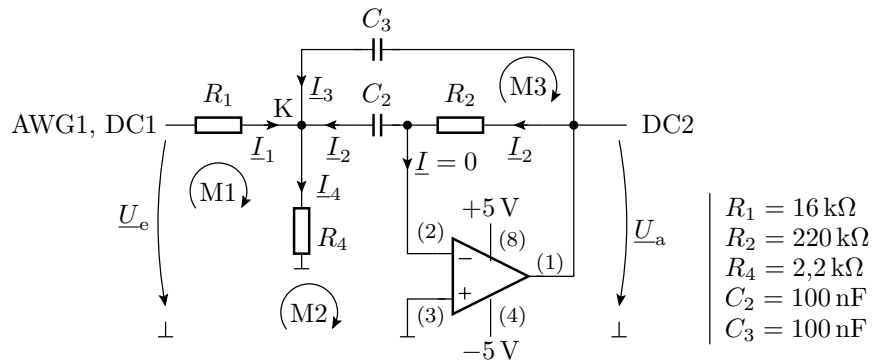 C₃
I₃
M3
R₁
K
C₂
R₂
AWG1, DC1
DC2
I₁
I₂
I = 0
I₂
M1
I₄
Uₑ
R₄
+5 V
(2)
(8)
−
(1)
Uₐ
+
(3)
(4)
M2
−5 V
R₁ = 16 kΩ
R₂ = 220 kΩ
R₄ = 2,2 kΩ
C₂ = 100 nF
C₃ = 100 nF